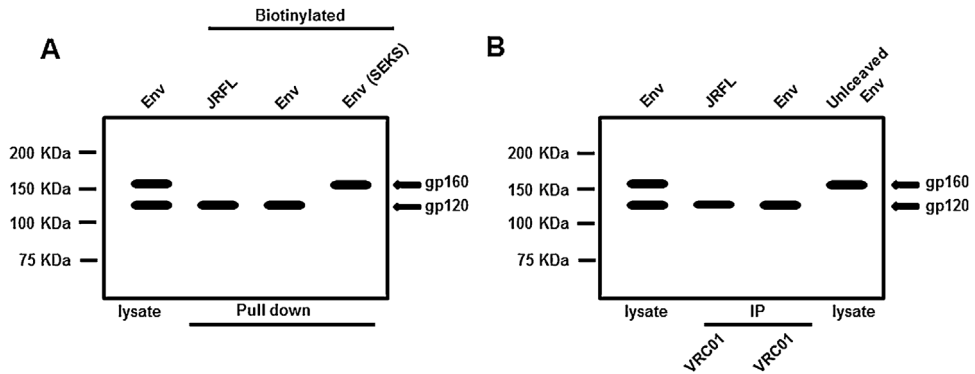 A
Biotinylated
Env
JRFL
Env
Env (SEKS)
200 KDa
150 KDa
100 KDa
75 KDa
gp160
gp120
lysate
Pull down
B
Env
JRFL
Env
Unlceaved
Env
200 KDa
150 KDa
100 KDa
75 KDa
gp160
gp120
lysate
IP
lysate
VRC01
VRC01